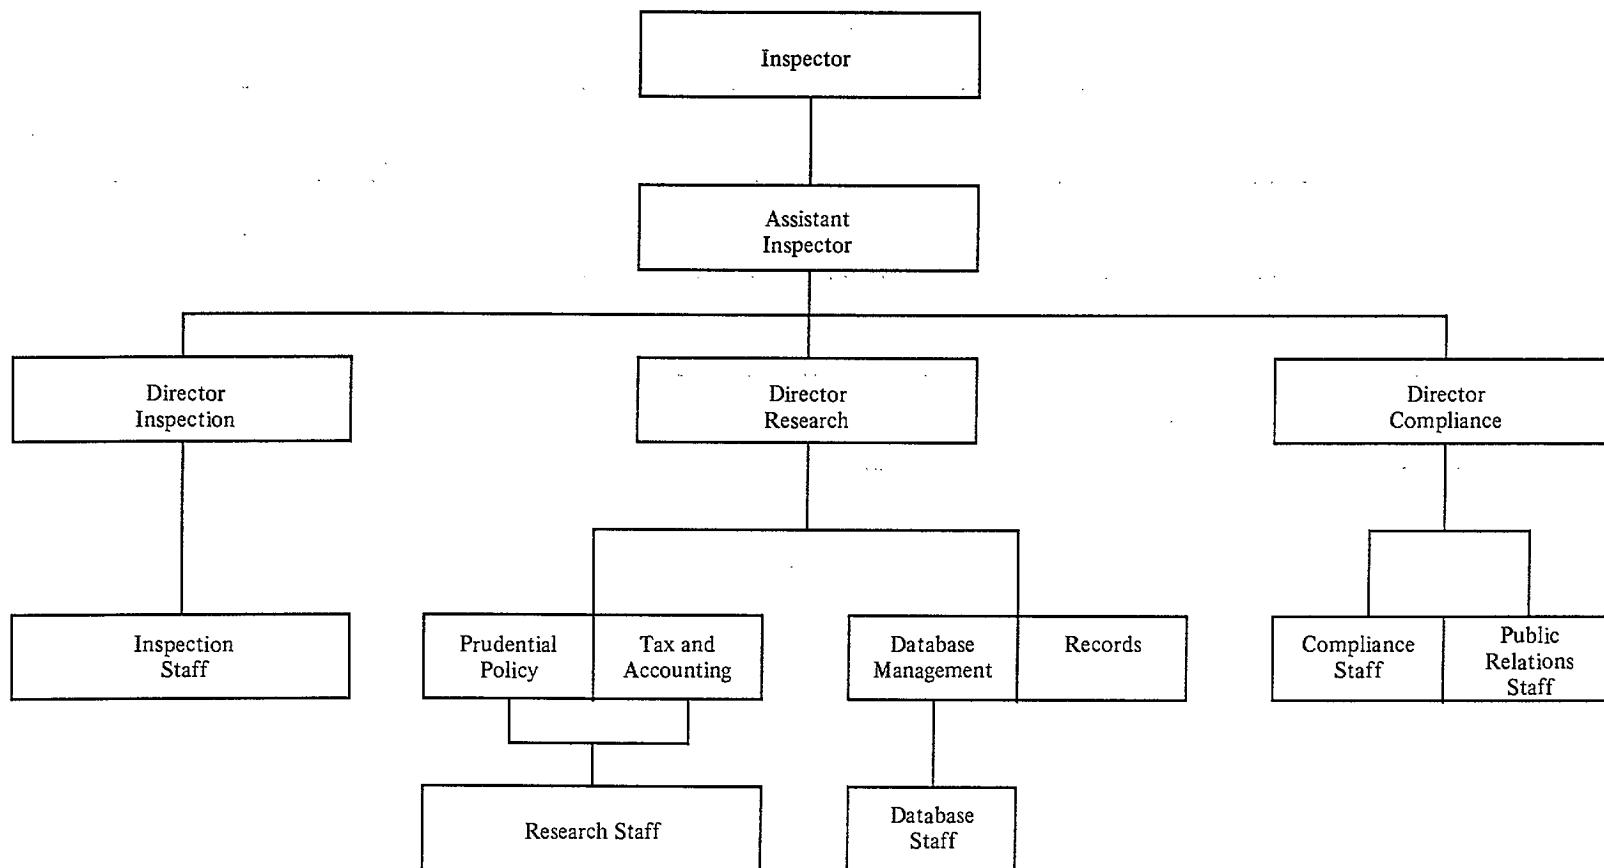 Inspector
Assistant
Inspector
Director
Inspection
Director
Research
Director
Compliance
Inspection
Staff
Prudential
Policy
Tax and
Accounting
Database
Management
Records
Compliance
Staff
Public
Relations
Staff
Research Staff
Database
Staff